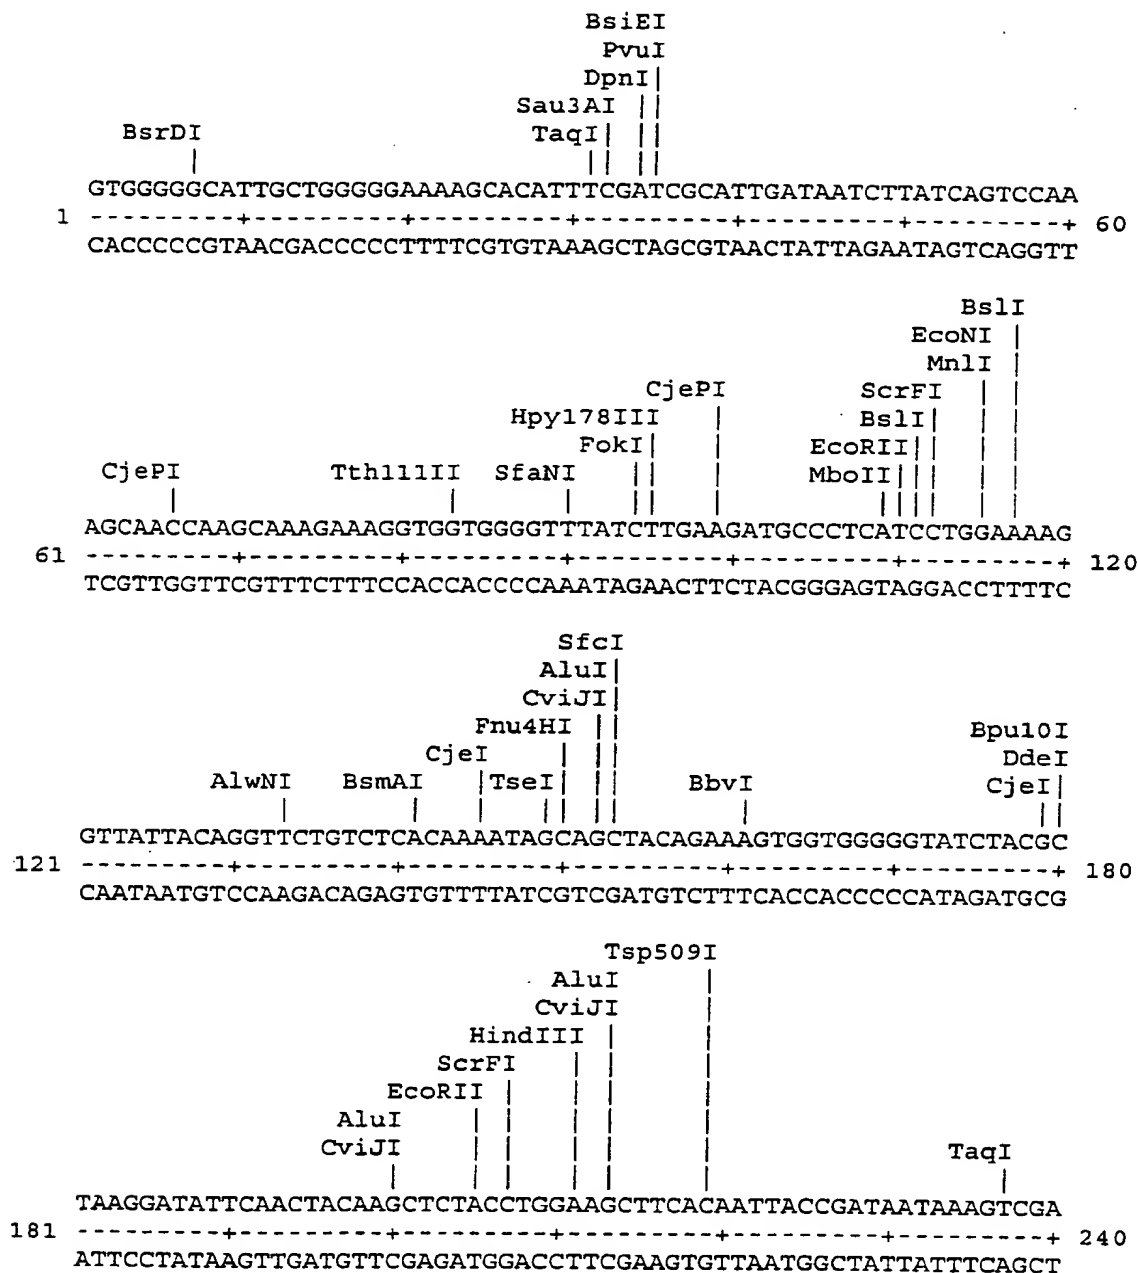 BsiEI
PvuI
DpnI
Sau3AI
BsrDI TaqI
GTGGGGGCATTGCTGGGGGAAAAGCACATTTCGATCGCATTGATAATCTTATCAGTCCAA
1 ---------+---------+---------+---------+---------+---------+ 60
CACCCCCGTAACGACCCCCTTTTCGTGTAAAGCTAGCGTAACTATTAGAATAGTCAGGTT
BslI
EcoNI
MnlI
CjePI ScrFI
Hpy178III BslI
FokI EcoRII
CjePI Tth111II SfaNI MboII
AGCAACCAAGCAAAGAAAGGTGGTGGGGTTTATCTTGAAGATGCCCTCATCCTGGAAAAG
61 ---------+---------+---------+---------+---------+---------+ 120
TCGTTGGTTCGTTTCTTTCCACCACCCCAAATAGAACTTCTACGGGAGTAGGACCTTTTC
SfcI
AluI
CviJI
Fnu4HI Bpu10I
CjeI DdeI
AlwNI BsmAI TseI BbvI CjeI
GTTATTACAGGTTCTGTCTCACAAAATAGCAGCTACAGAAAGTGGTGGGGGTATCTACGC
121 ---------+---------+---------+---------+---------+---------+ 180
CAATAATGTCCAAGACAGAGTGTTTTATCGTCGATGTCTTTCACCACCCCCATAGATGCG
Tsp509I
AluI
CviJI
HindIII
ScrFI
EcoRII
AluI
CviJI TaqI
TAAGGATATTCAACTACAAGCTCTACCTGGAAGCTTCACAATTACCGATAATAAAGTCGA
181 ---------+---------+---------+---------+---------+---------+ 240
ATTCCTATAAGTTGATGTTCGAGATGGACCTTCGAAGTGTTAATGGCTATTATTTCAGCT